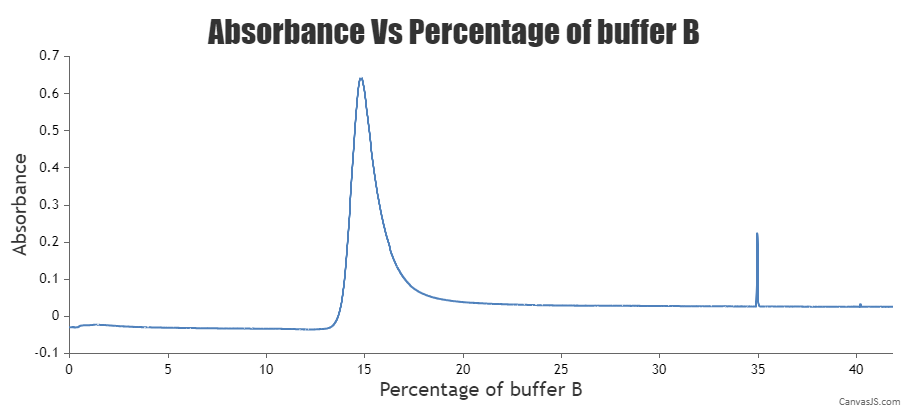 Absorbance Vs Percentage of buffer B
0.7
0.6
0.5
0.4
0.3
0.2
0.1
0
-0.1
Absorbance
0 5 10 15 20 25 30 35 40
Percentage of buffer B
CanvasJS.com